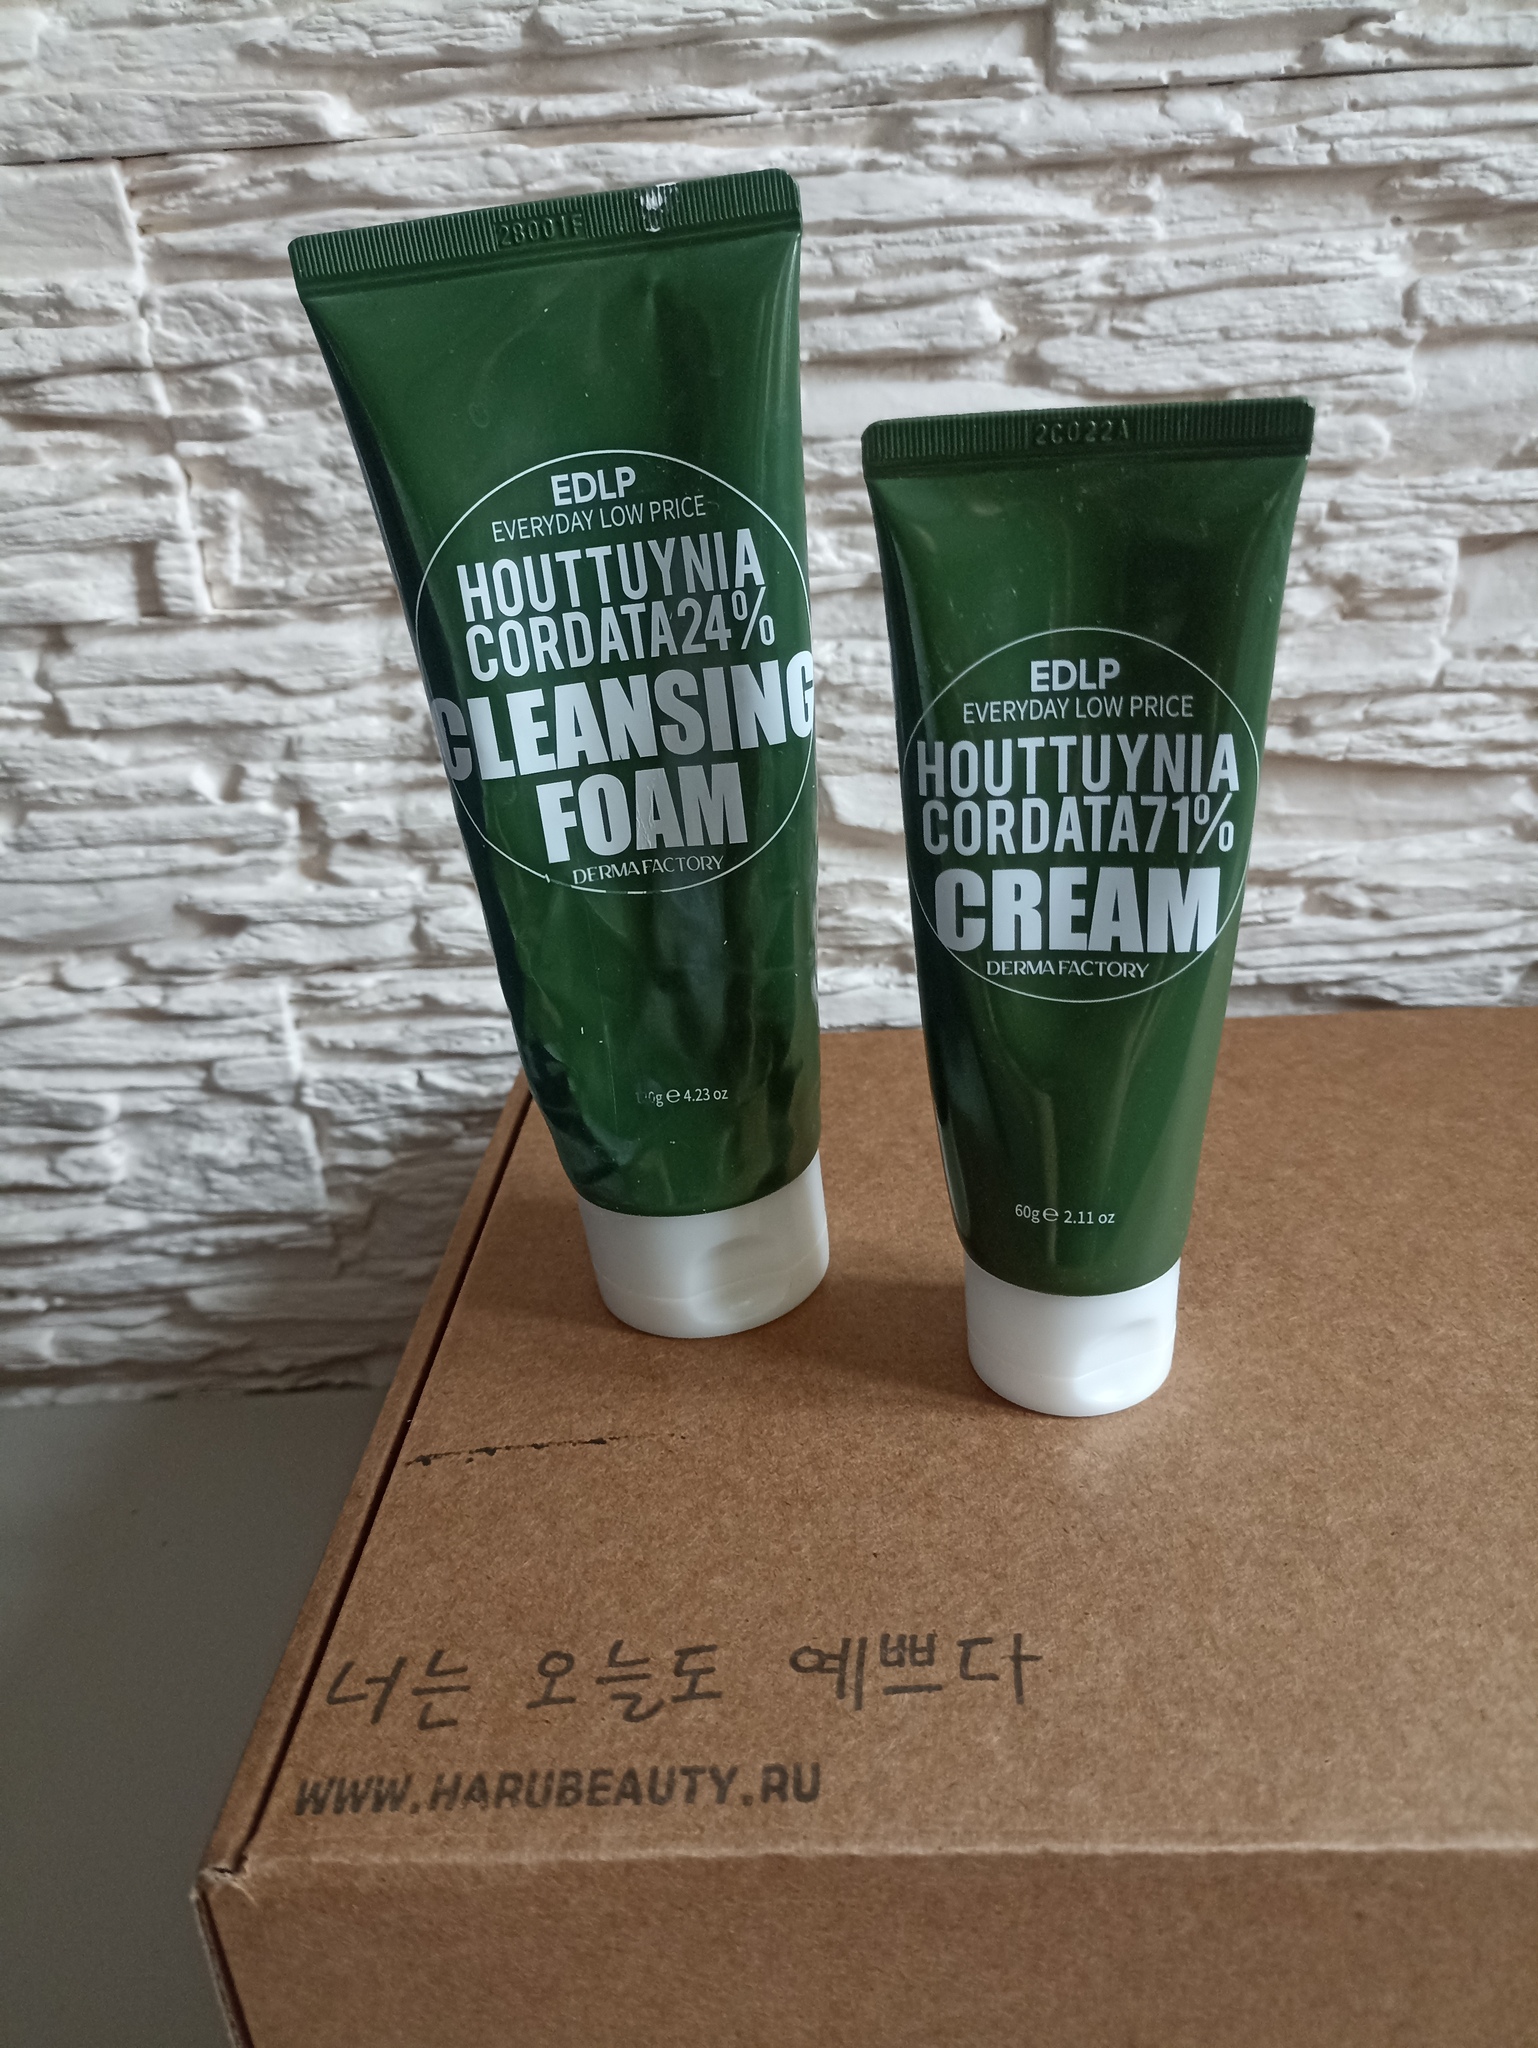 28001F
EDLP
EVERYDAY LOW PRICE
HOUTTUYNIA
CORDATA24%
CLEANSING
FOAM
DERMA FACTORY
e 4.23 oz
2C022A
EDLP
EVERYDAY LOW PRICE
HOUTTUYNIA
CORDATA71%
CREAM
DERMA FACTORY
60g e 2.11 oz
너는 오늘도 예쁘다
WWW.HARUBEAUTY.RU